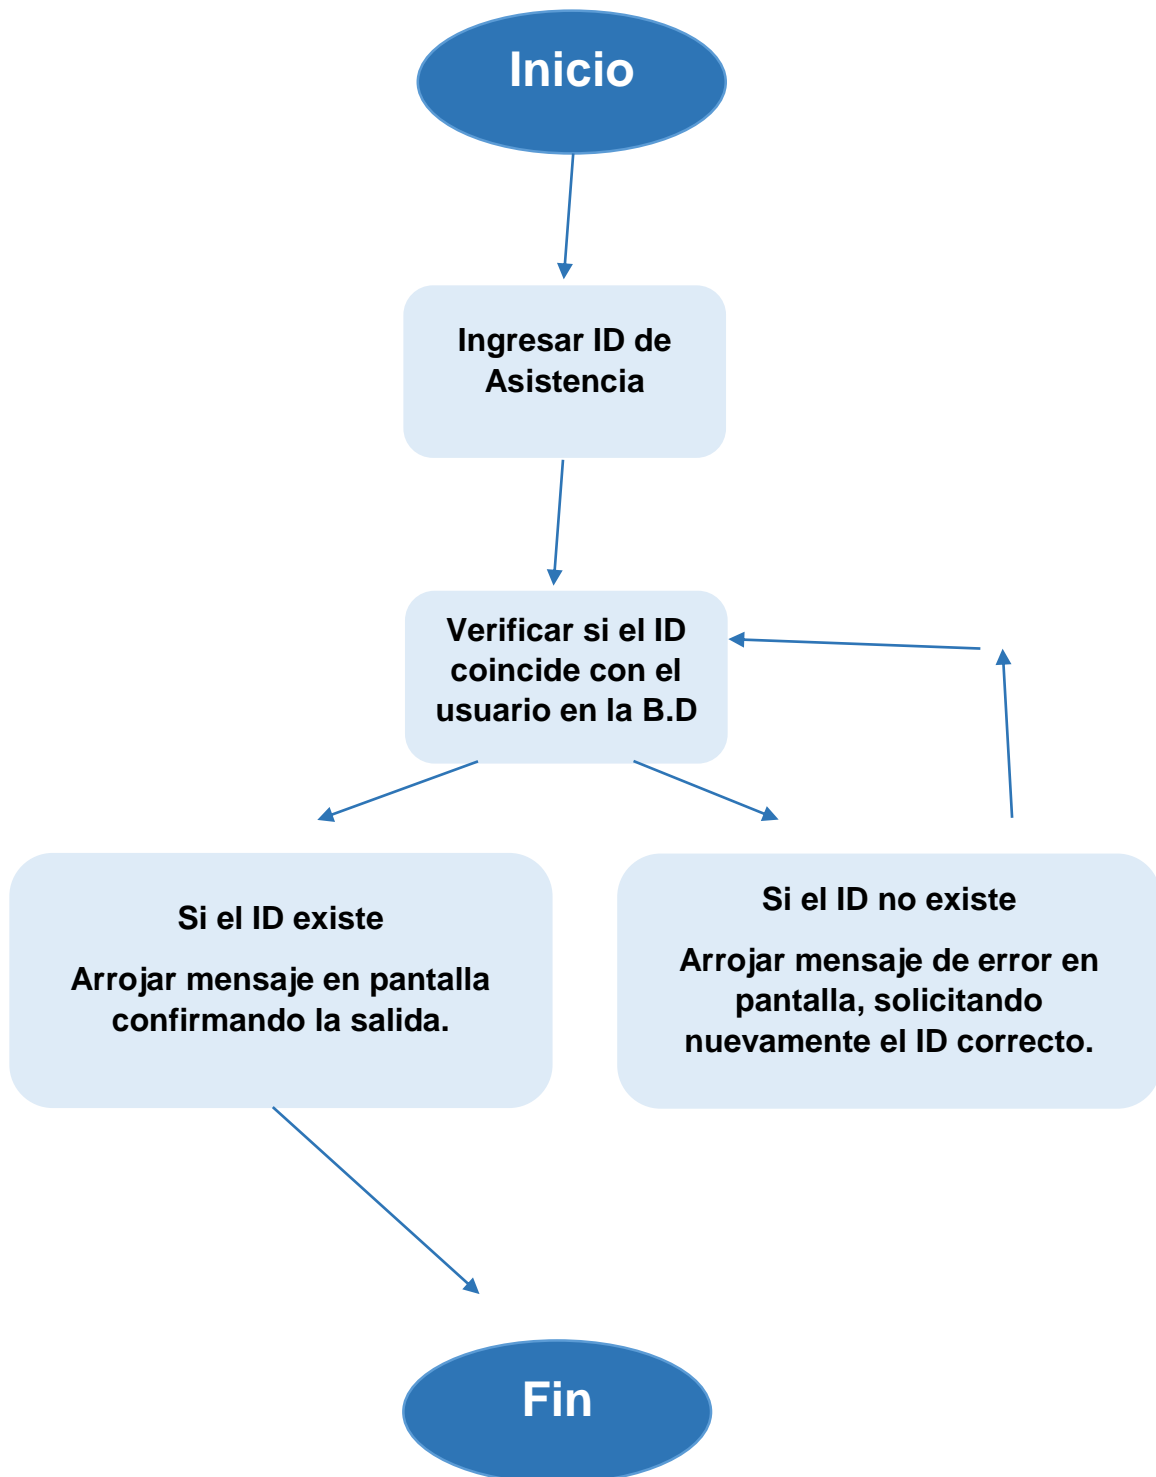 Inicio
Ingresar ID de
Asistencia
Verificar si el ID
coincide con el
usuario en la B.D
Si el ID existe
Arrojar mensaje en pantalla
confirmando la salida.
Si el ID no existe
Arrojar mensaje de error en
pantalla, solicitando
nuevamente el ID correcto.
Fin